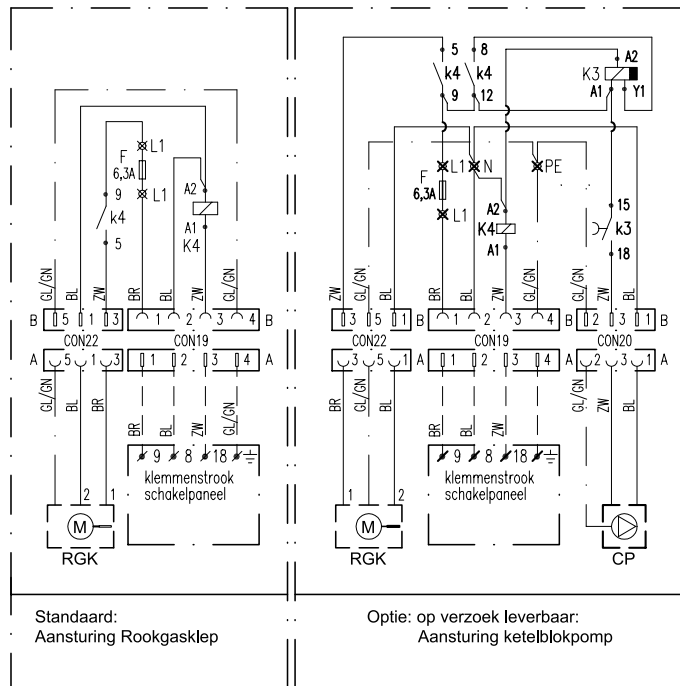 5 8 A2
k4 k4 K3
9 12 A1 Y1
L1
F
6,3A
L1
9
k4
5
A2
A1
K4
L1 N PE
F
6,3A
L1
A2
K4
A1
15
k3
18
GL/GN BL ZW BR BL ZW GL/GN
ZW GL/GN BL BR BL ZW GL/GN GL/GN ZW BL
B 5 1 3 1 2 3 4 B
CON22 CON19
A 5 1 3 1 2 3 4 A
B 3 5 1 B 1 2 3 4 B 2 3 1 B
CON22 CON19 CON20
A 3 5 1 A 1 2 3 4 A 2 3 1 A
GL/GN BL BR BR BL ZW GL/GN
BR GL/GN BL BR BL ZW GL/GN GL/GN ZW BL
9 8 18
klemmenstrook
schakelpaneel
9 8 18
klemmenstrook
schakelpaneel
2 1
M
RGK
1 2
M
RGK
CP
Standaard:
Aansturing Rookgasklep
Optie: op verzoek leverbaar:
Aansturing ketelblokpomp